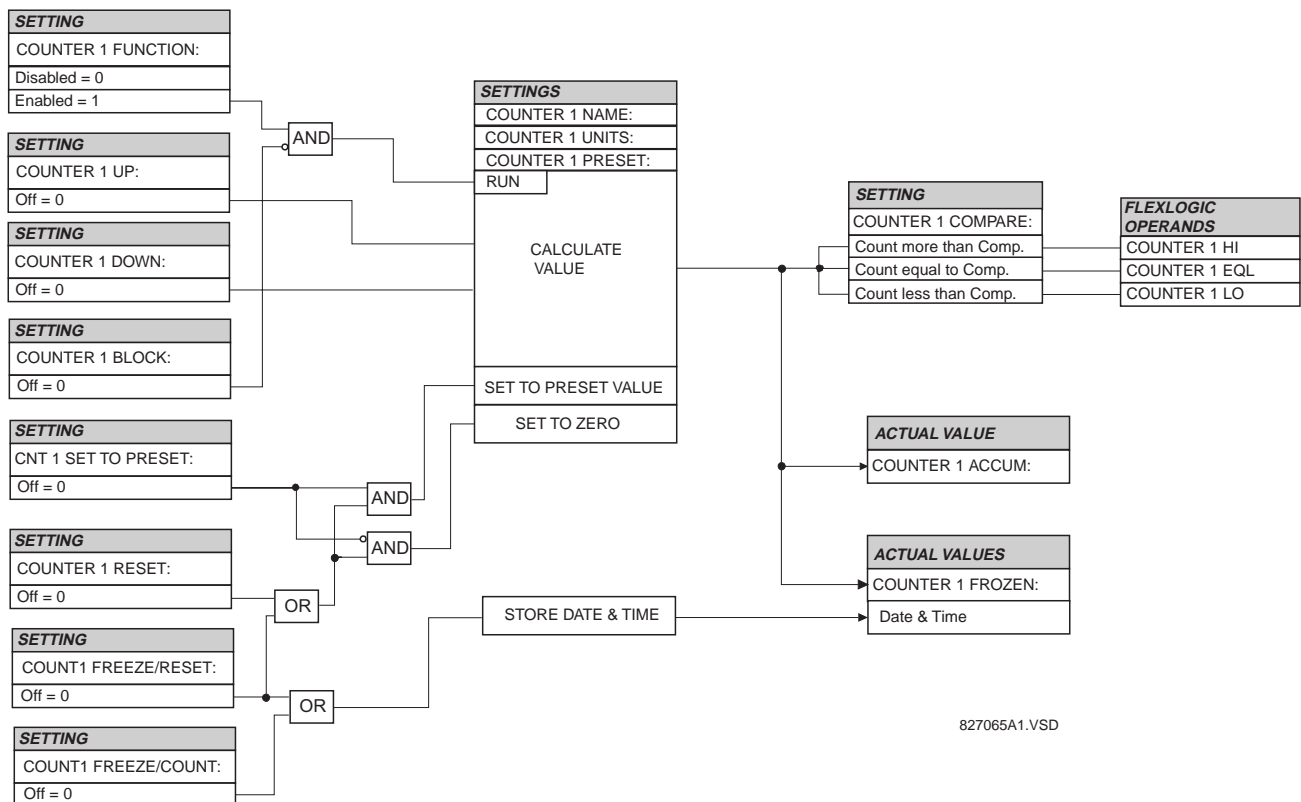 SETTING
COUNTER 1 FUNCTION:
Disabled = 0
Enabled = 1
SETTING
COUNTER 1 UP:
Off = 0
SETTING
COUNTER 1 DOWN:
Off = 0
SETTING
COUNTER 1 BLOCK:
Off = 0
SETTING
CNT 1 SET TO PRESET:
Off = 0
SETTING
COUNTER 1 RESET:
Off = 0
SETTING
COUNT1 FREEZE/RESET:
Off = 0
SETTING
COUNT1 FREEZE/COUNT:
Off = 0
AND
AND
AND
OR
OR
SETTINGS
COUNTER 1 NAME:
COUNTER 1 UNITS:
COUNTER 1 PRESET:
RUN
CALCULATE
VALUE
SET TO PRESET VALUE
SET TO ZERO
STORE DATE & TIME
SETTING
COUNTER 1 COMPARE:
Count more than Comp.
Count equal to Comp.
Count less than Comp.
FLEXLOGIC
OPERANDS
COUNTER 1 HI
COUNTER 1 EQL
COUNTER 1 LO
ACTUAL VALUE
COUNTER 1 ACCUM:
ACTUAL VALUES
COUNTER 1 FROZEN:
Date & Time
827065A1.VSD